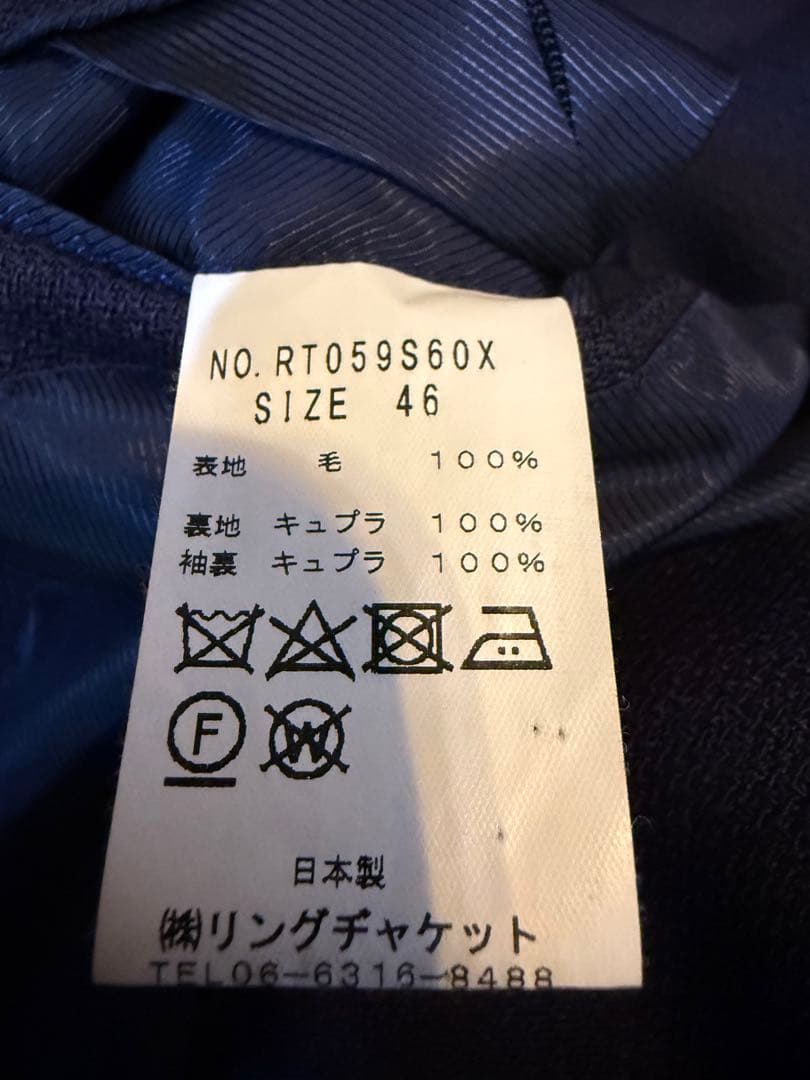 NO. RT059S60X
SIZE 46
表地 毛 100%
裏地 キュプラ 100%
袖裏 キュプラ 100%
F W
日本製
㈱リングヂャケット
TEL06-6316-8488